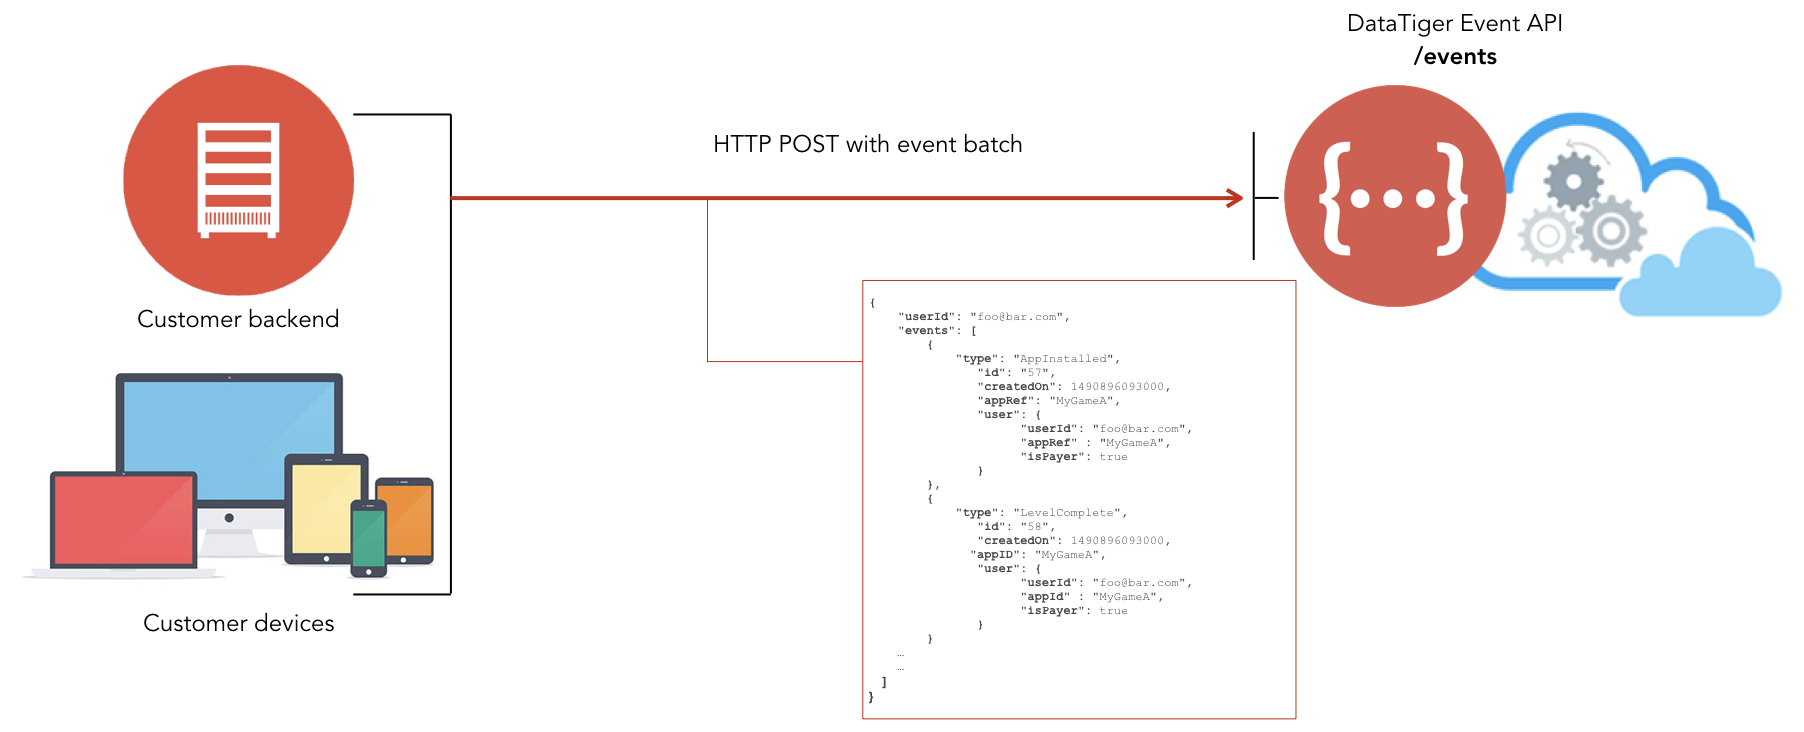 DataTiger Event API
/events
HTTP POST with event batch
Customer backend
Customer devices
{
"userId": "foo@bar.com",
"events": [
{
"type": "AppInstalled",
"id": "57",
"createdOn": 1490896093000,
"appRef": "MyGameA",
"user": {
"userId": "foo@bar.com",
"appRef" : "MyGameA",
"isPayer": true
}
},
{
"type": "LevelComplete",
"id": "58",
"createdOn": 1490896093000,
"appID": "MyGameA",
"user": {
"userId": "foo@bar.com",
"appId" : "MyGameA",
"isPayer": true
}
}
…
…
]
}